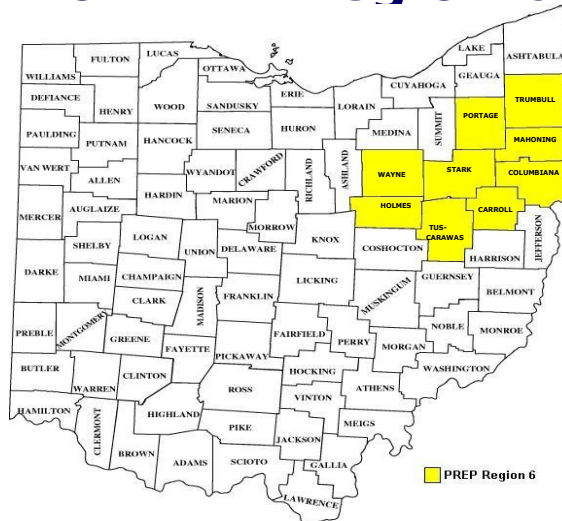 LAKE
ASHTABULA
LUCAS
FULTON
WILLIAMS
OTTAWA
GEAUGA
CUYAHOGA
ERIE
LORAIN
TRUMBULL
DEFIANCE
HENRY
WOOD
SANDUSKY
PORTAGE
SUMMIT
MEDINA
HURON
SENECA
PAULDING
PUTNAM
HANCOCK
MAHONING
VAN WERT
ALLEN
WYANDOT
CRAWFORD
RICHLAND
ASHLAND
WAYNE
STARK
COLUMBIANA
HARDIN
MARION
MERCER
AUGLAIZE
HOLMES
CARROLL
MORROW
KNOX
TUS-
CARAWAS
JEFFERSON
SHELBY
LOGAN
UNION
DELAWARE
COSHOCTON
HARRISON
DARKE
MIAMI
CHAMPAIGN
LICKING
MUSKINGUM
GUERNSEY
BELMONT
CLARK
MADISON
FRANKLIN
PREBLE
MONTGOMERY
GREENE
FAYETTE
PICKAWAY
FAIRFIELD
PERRY
MORGAN
NOBLE
MONROE
BUTLER
WARREN
CLINTON
ROSS
HOCKING
ATHENS
WASHINGTON
VINTON
HAMILTON
CLERMONT
HIGHLAND
PIKE
MEIGS
JACKSON
BROWN
ADAMS
SCIOTO
GALLIA
LAWRENCE
PREP Region 6